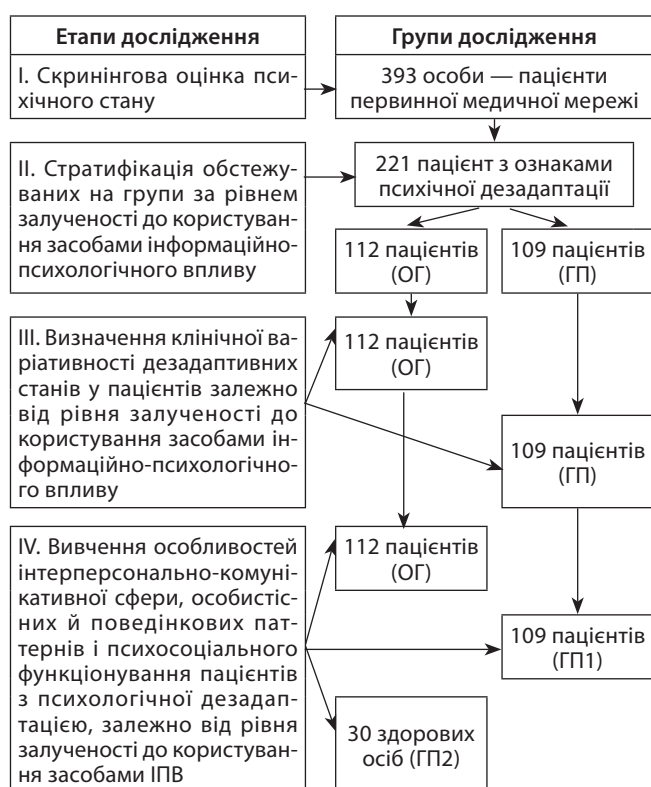 Етапи дослідження
Групи дослідження
І. Скринінгова оцінка пси-
хічного стану
393 особи — пацієнти
первинної медичної мережі
ІІ. Стратифікація обстежу-
ваних на групи за рівнем
залученості до користуван-
ня засобами інформаційно-
психологічного впливу
221 пацієнт з ознаками
психічної дезадаптації
112 пацієнтів
(ОГ)
109 пацієнтів
(ГП)
ІІІ. Визначення клінічної ва-
ріативності дезадаптивних
станів у пацієнтів залежно
від рівня залученості до
користування засобами ін-
формаційно-психологічно-
го впливу
112 пацієнтів
(ОГ)
109 пацієнтів
(ГП)
IV. Вивчення особливостей
інтерперсонально-комуні-
кативної сфери, особистіс-
них й поведінкових пат-
тернів і психосоціального
функціонування пацієнтів
з психологічної дезадап-
тацією, залежно від рівня
залученості до користуван-
ня засобами ІПВ
112 пацієнтів
(ОГ)
109 пацієнтів
(ГП1)
30 здорових
осіб (ГП2)